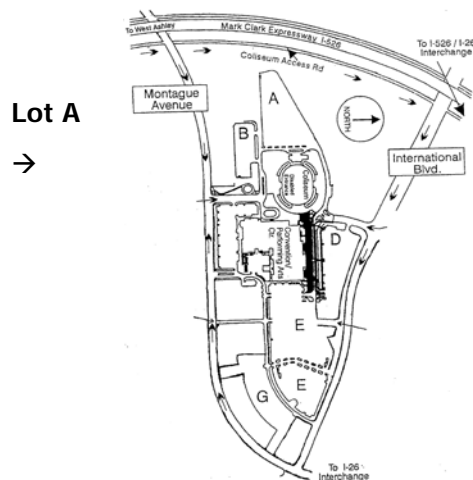 To West Ashley
Mark Clark Expressway I-526
To I-526 / I-26
Interchange
Coliseum Access Rd
Lot A
→
Montague
Avenue
A
B
NORTH
International
Blvd.
Coliseum
D
Convention/
Performing Arts
Ctr.
E
E
G
To I-26
Interchange